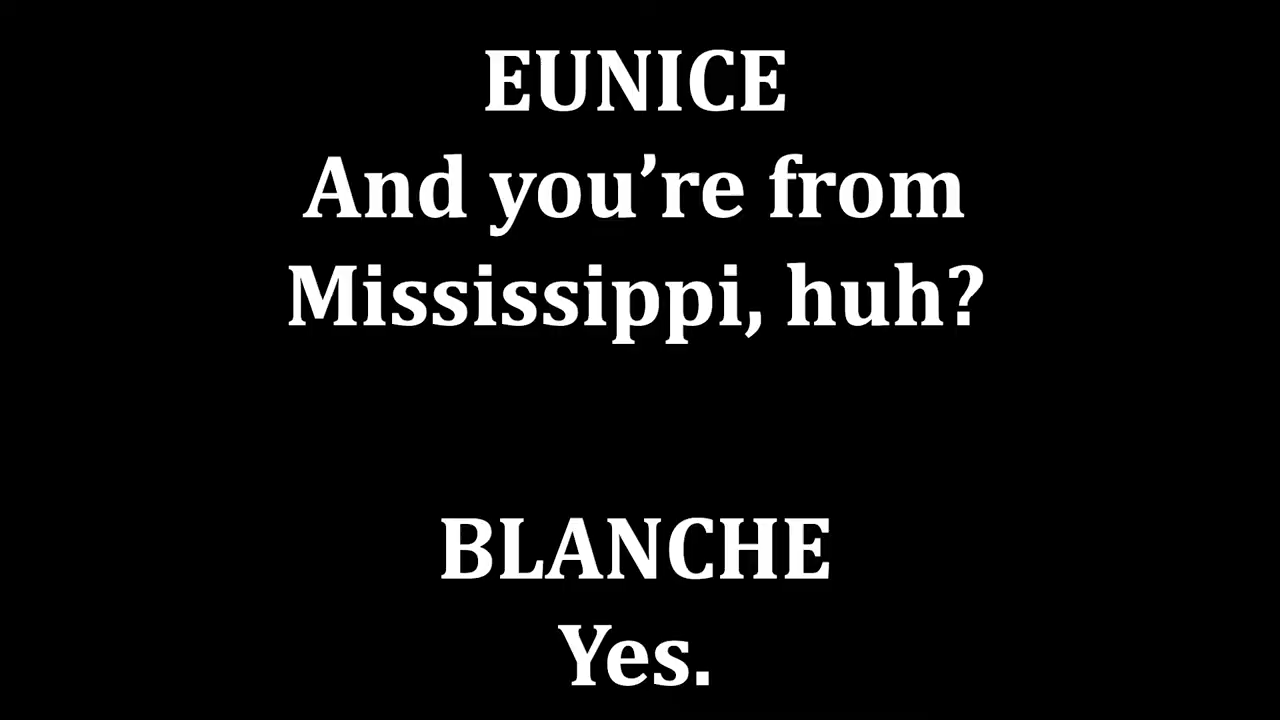 EUNICE
And you’re from
Mississippi, huh?
BLANCHE
Yes.